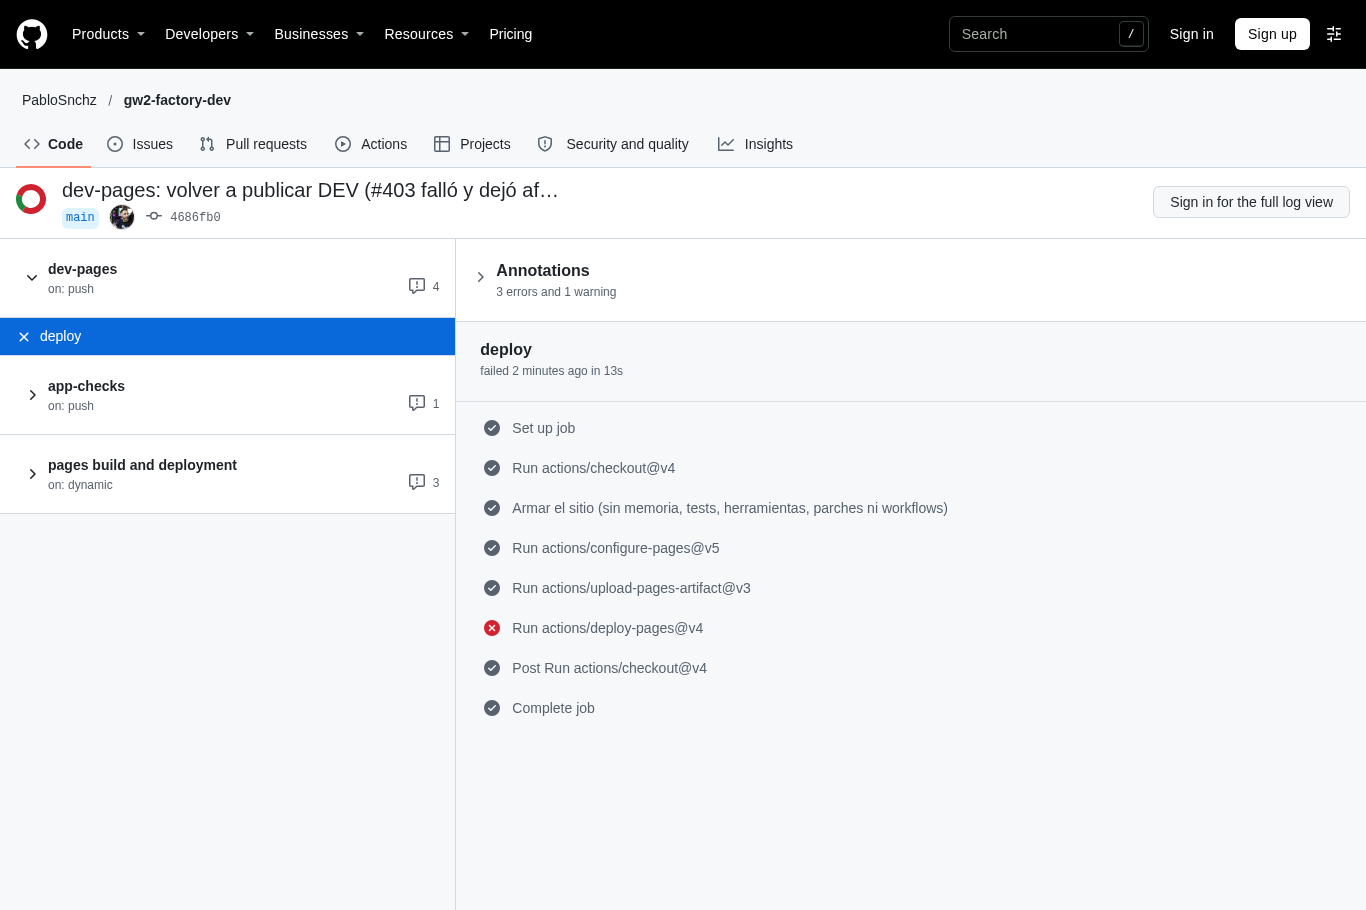 Products
Developers
Businesses
Resources
Pricing
Search
/
Sign in
Sign up
PabloSnchz / gw2-factory-dev
Code
Issues
Pull requests
Actions
Projects
Security and quality
Insights
dev-pages: volver a publicar DEV (#403 falló y dejó af…
main
4686fb0
Sign in for the full log view
dev-pages
on: push
4
deploy
app-checks
on: push
1
pages build and deployment
on: dynamic
3
Annotations
3 errors and 1 warning
deploy
failed 2 minutes ago in 13s
Set up job
Run actions/checkout@v4
Armar el sitio (sin memoria, tests, herramientas, parches ni workflows)
Run actions/configure-pages@v5
Run actions/upload-pages-artifact@v3
Run actions/deploy-pages@v4
Post Run actions/checkout@v4
Complete job